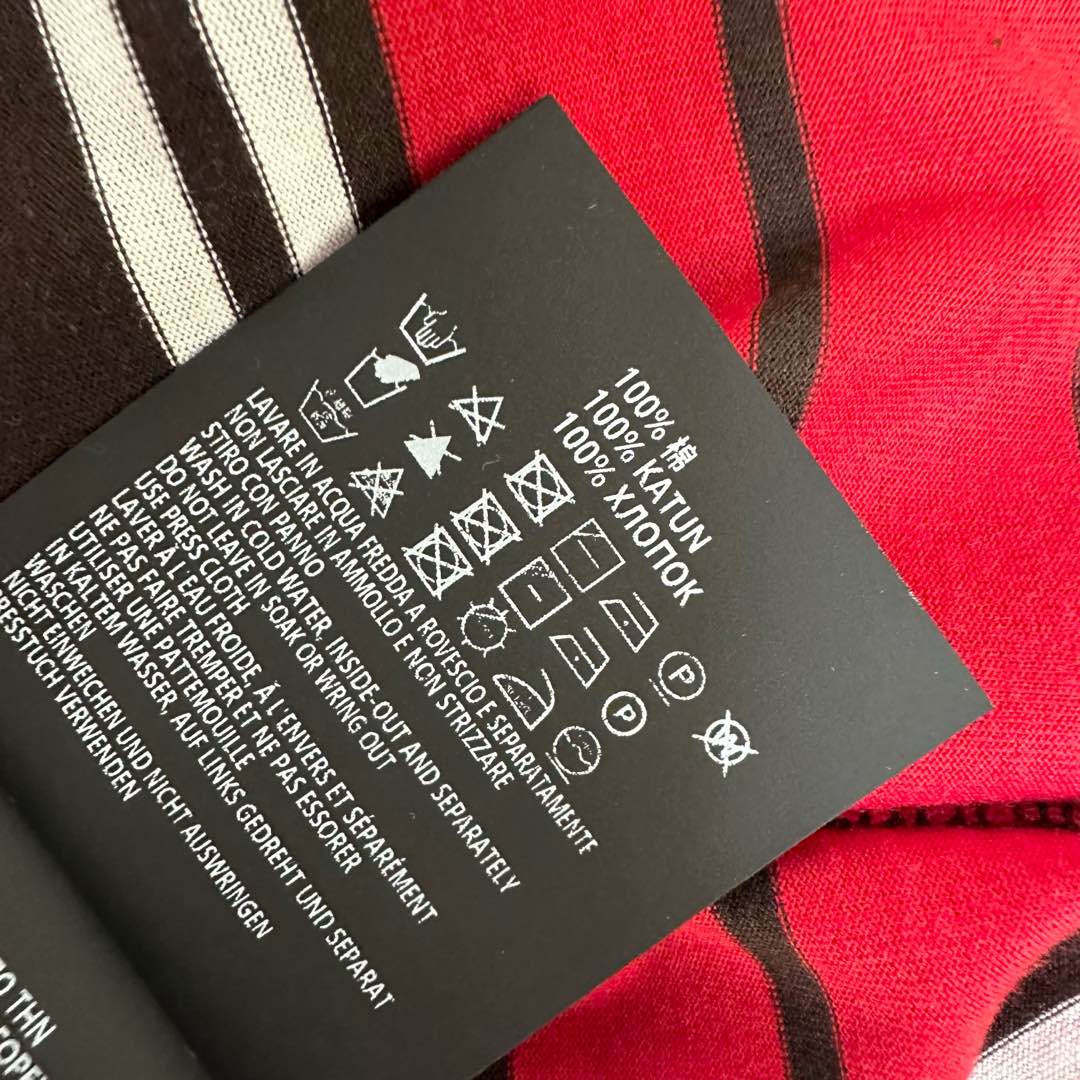 100% 棉
100% KATUN
100% ХЛОПОК
W
P
P
LAVARE IN ACQUA FREDDA A ROVESCIO E SEPARATAMENTE
NON LASCIARE IN AMMOLLO E NON STRIZZARE
STIRO CON PANNO
WASH IN COLD WATER, INSIDE-OUT AND SEPARATELY
DO NOT LEAVE IN SOAK OR WRING OUT
USE PRESS CLOTH
LAVER À L'EAU FROIDE, À L'ENVERS ET SÉPARÉMENT
NE PAS FAIRE TREMPER ET NE PAS ESSORER
UTILISER UNE PATTEMOUILLE
IN KALTEM WASSER, AUF LINKS GEDREHT UND SEPARAT
WASCHEN
NICHT EINWEICHEN UND NICHT AUSWRINGEN
RESSTUCH VERWENDEN
ΤΗΝ